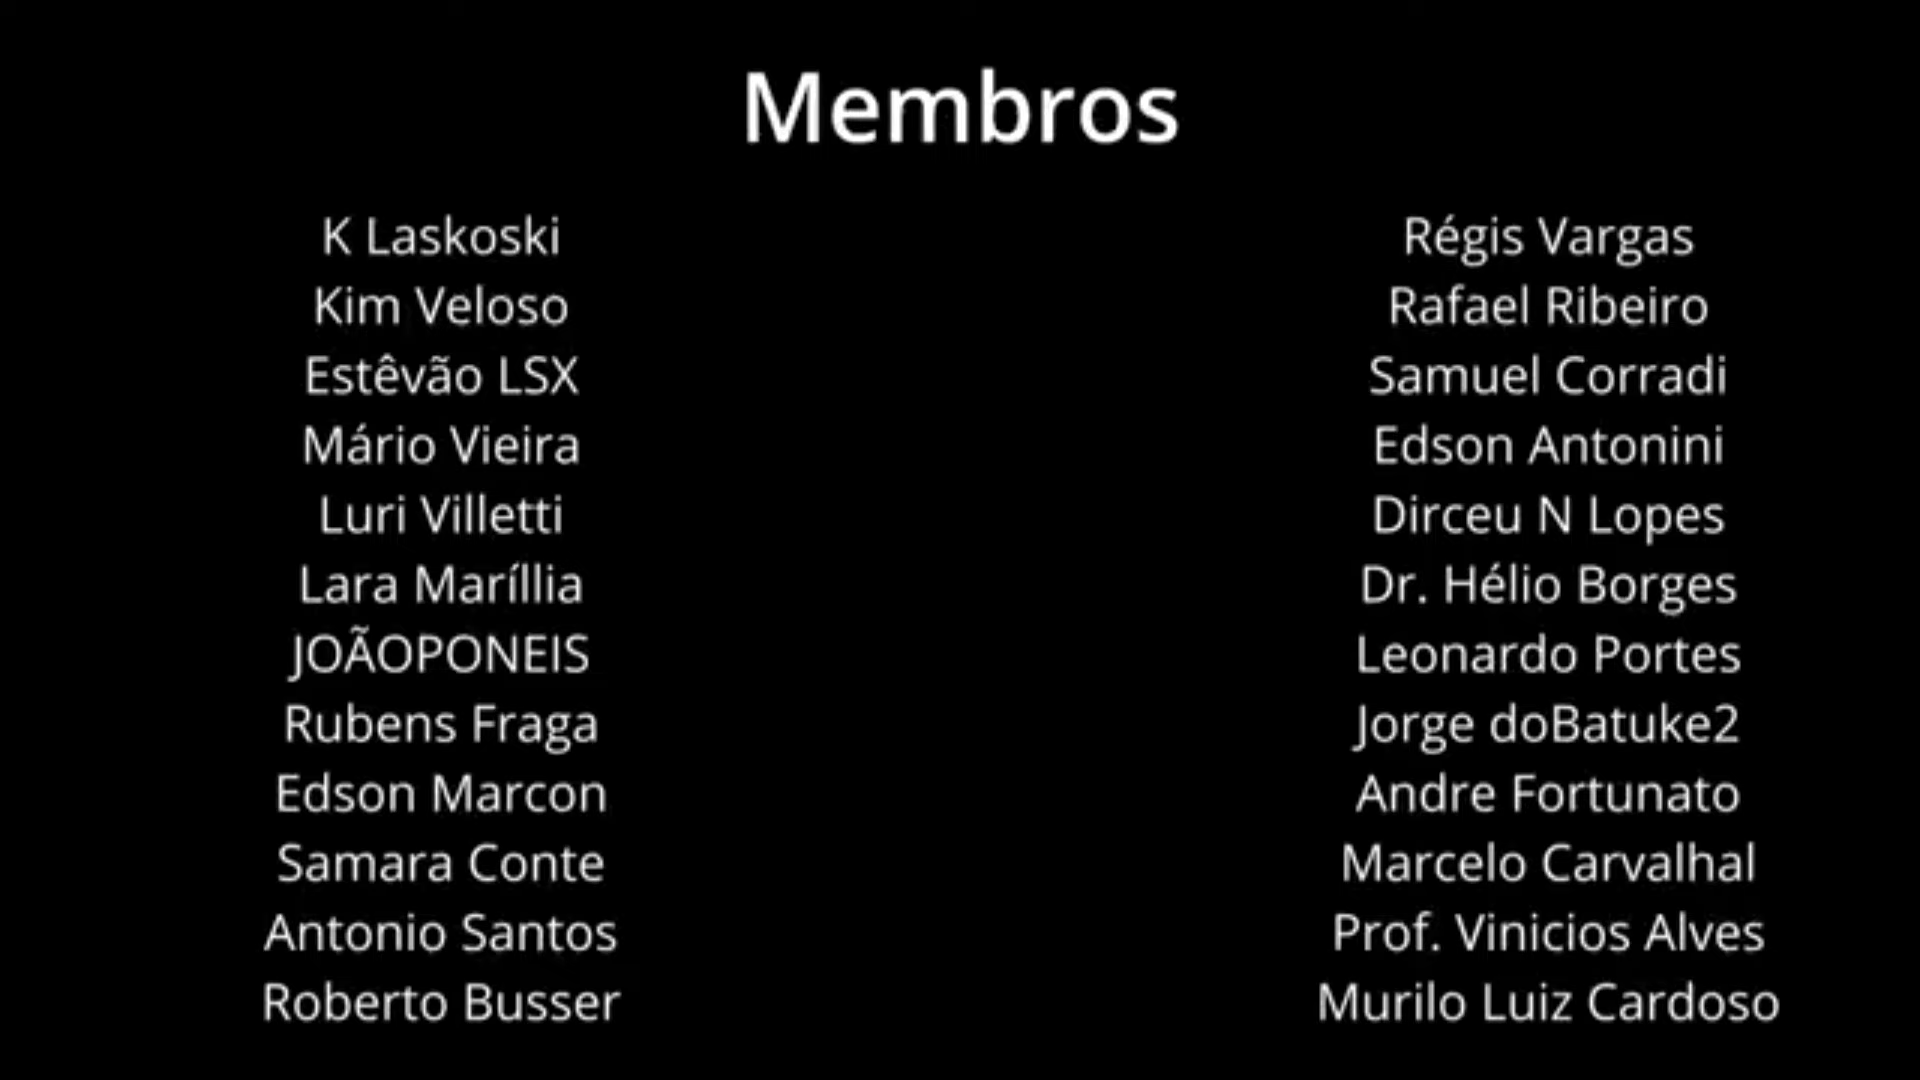 Membros
K Laskoski
Kim Veloso
Estêvão LSX
Mário Vieira
Luri Villetti
Lara Maríllia
JOÃOPONEIS
Rubens Fraga
Edson Marcon
Samara Conte
Antonio Santos
Roberto Busser
Régis Vargas
Rafael Ribeiro
Samuel Corradi
Edson Antonini
Dirceu N Lopes
Dr. Hélio Borges
Leonardo Portes
Jorge doBatuke2
Andre Fortunato
Marcelo Carvalhal
Prof. Vinicios Alves
Murilo Luiz Cardoso